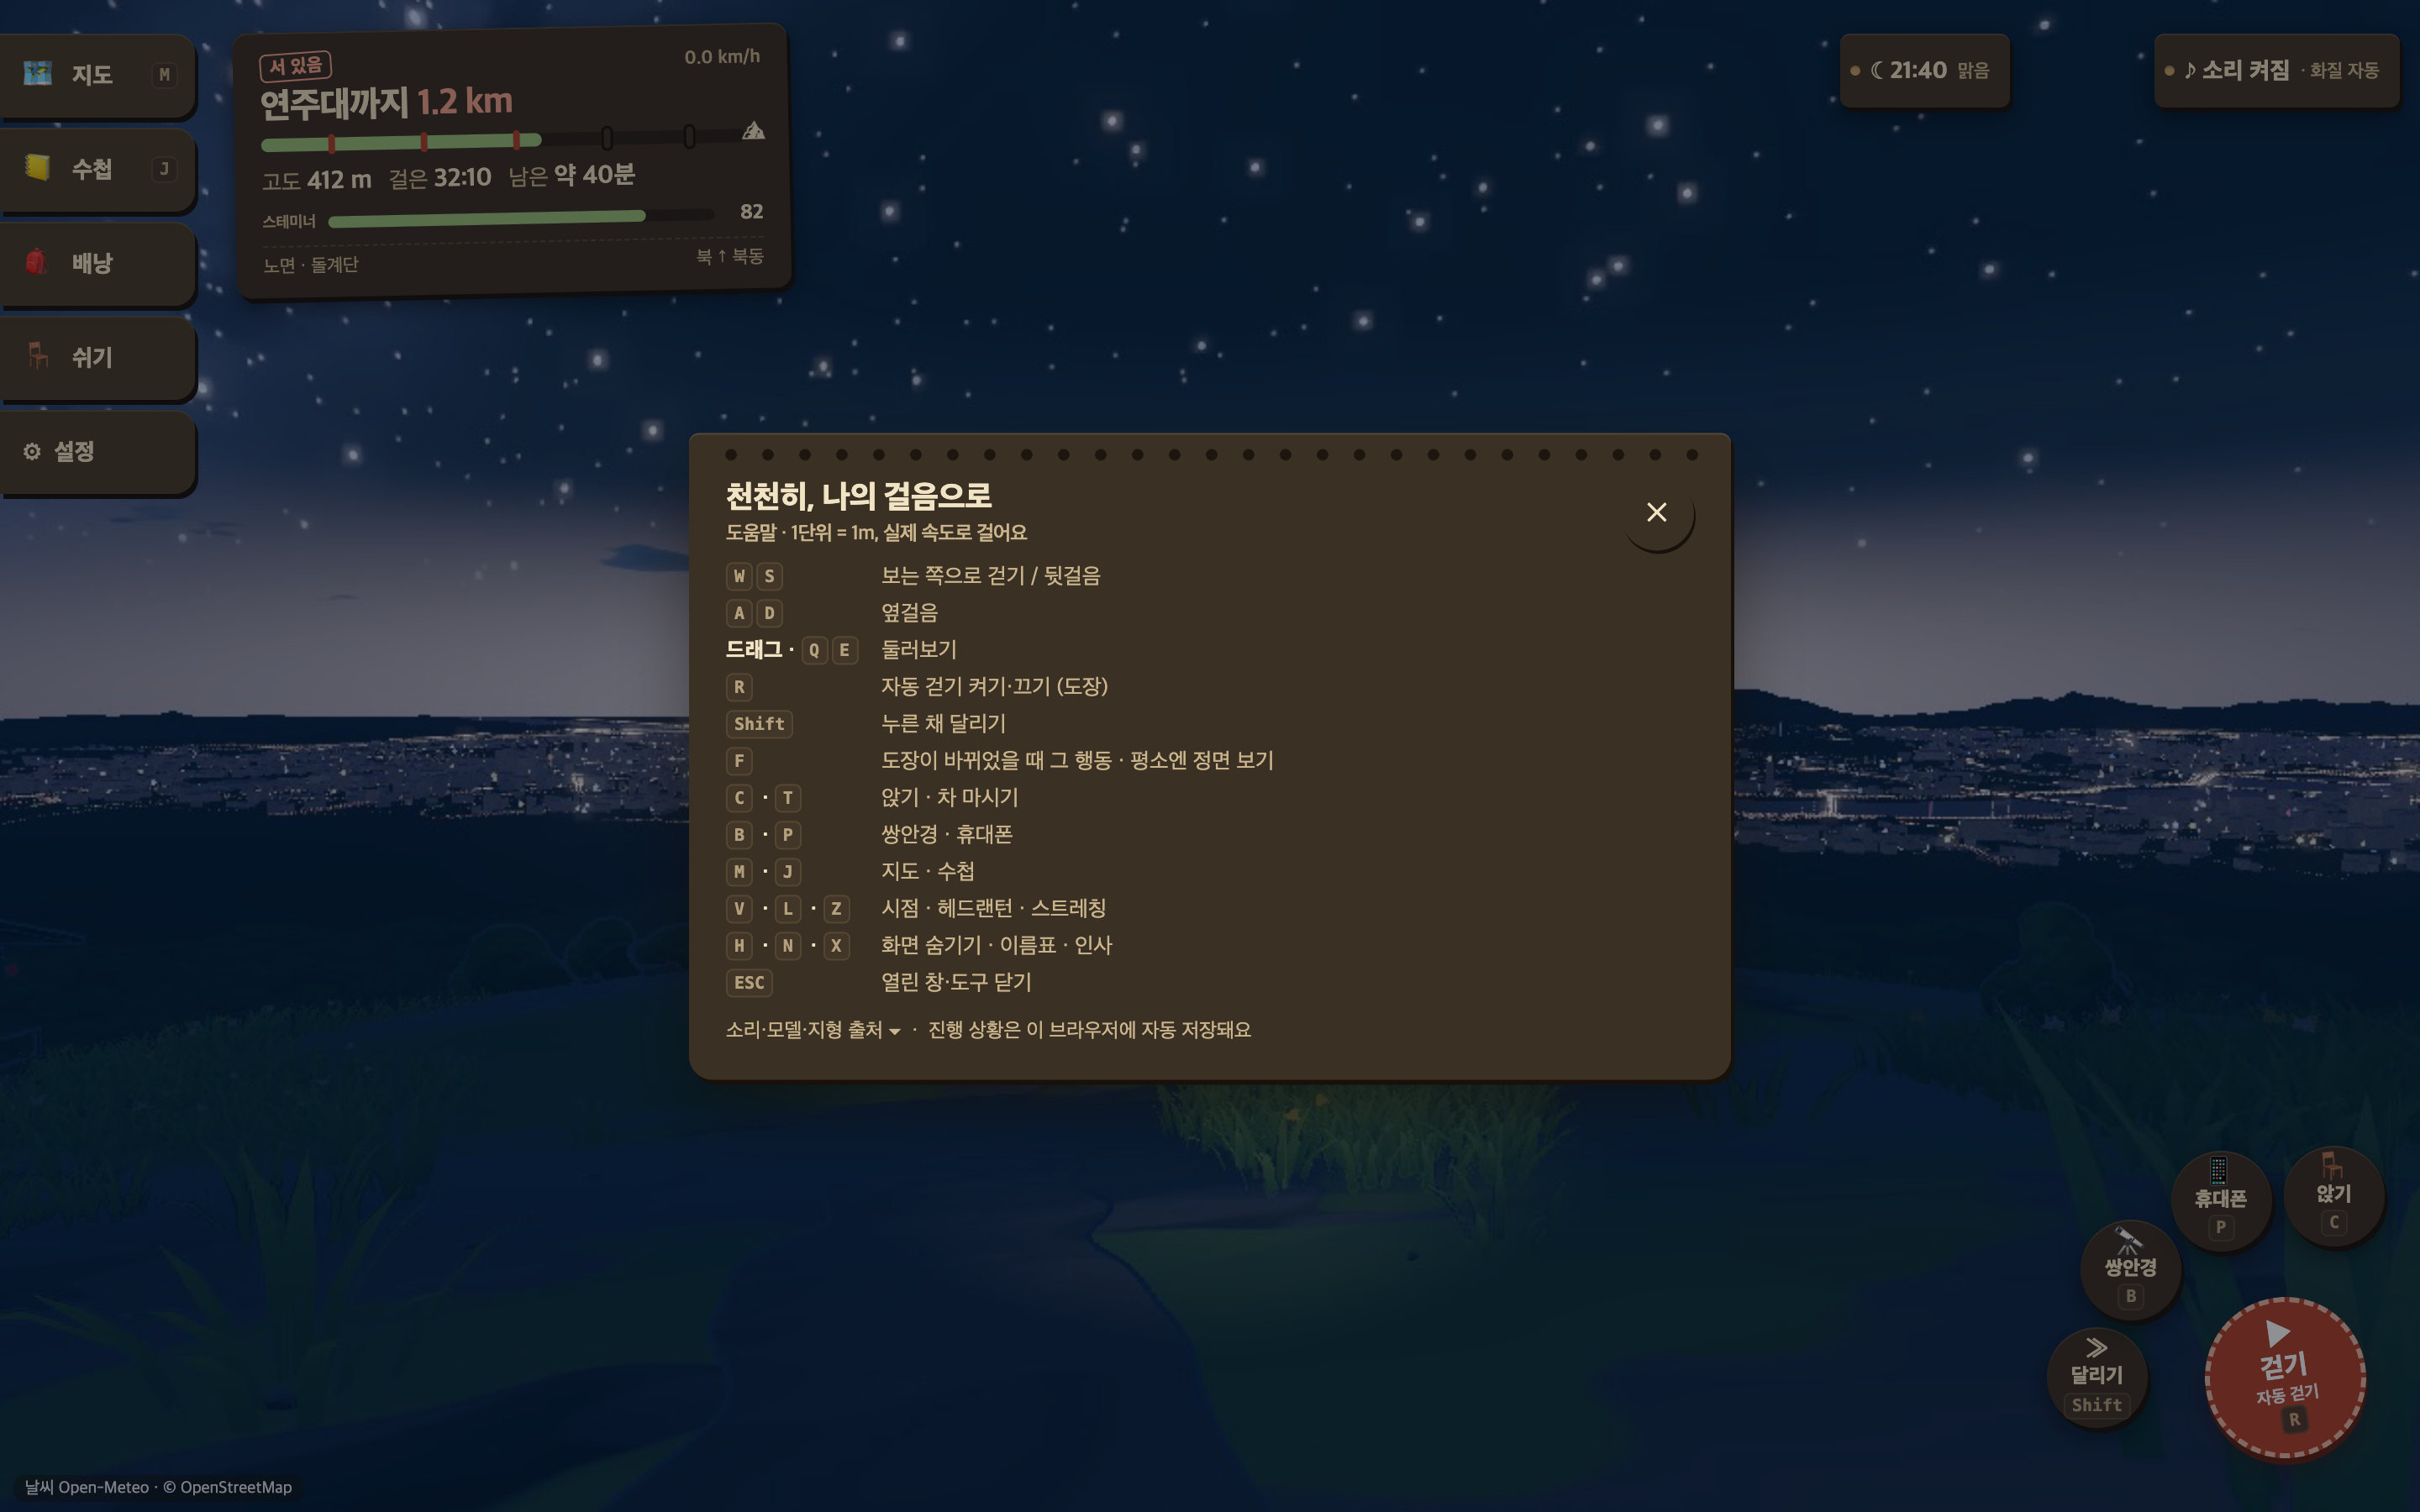 지도 M
수첩 J
배낭
쉬기
⚙ 설정
서 있음
0.0 km/h
연주대까지 1.2 km
고도 412 m 걸은 32:10 남은 약 40분
스테미너 82
노면 · 돌계단
북 ↑ 북동
☾ 21:40 맑음
♪ 소리 켜짐 · 화질 자동
천천히, 나의 걸음으로
도움말 · 1단위 = 1m, 실제 속도로 걸어요
W S 보는 쪽으로 걷기 / 뒷걸음
A D 옆걸음
드래그 · Q E 둘러보기
R 자동 걷기 켜기·끄기 (도장)
Shift 누른 채 달리기
F 도장이 바뀌었을 때 그 행동 · 평소엔 정면 보기
C · T 앉기 · 차 마시기
B · P 쌍안경 · 휴대폰
M · J 지도 · 수첩
V · L · Z 시점 · 헤드랜턴 · 스트레칭
H · N · X 화면 숨기기 · 이름표 · 인사
ESC 열린 창·도구 닫기
소리·모델·지형 출처 ▾ · 진행 상황은 이 브라우저에 자동 저장돼요
휴대폰
P
앉기
C
쌍안경
B
달리기
Shift
걷기
자동 걷기
R
날씨 Open-Meteo · © OpenStreetMap